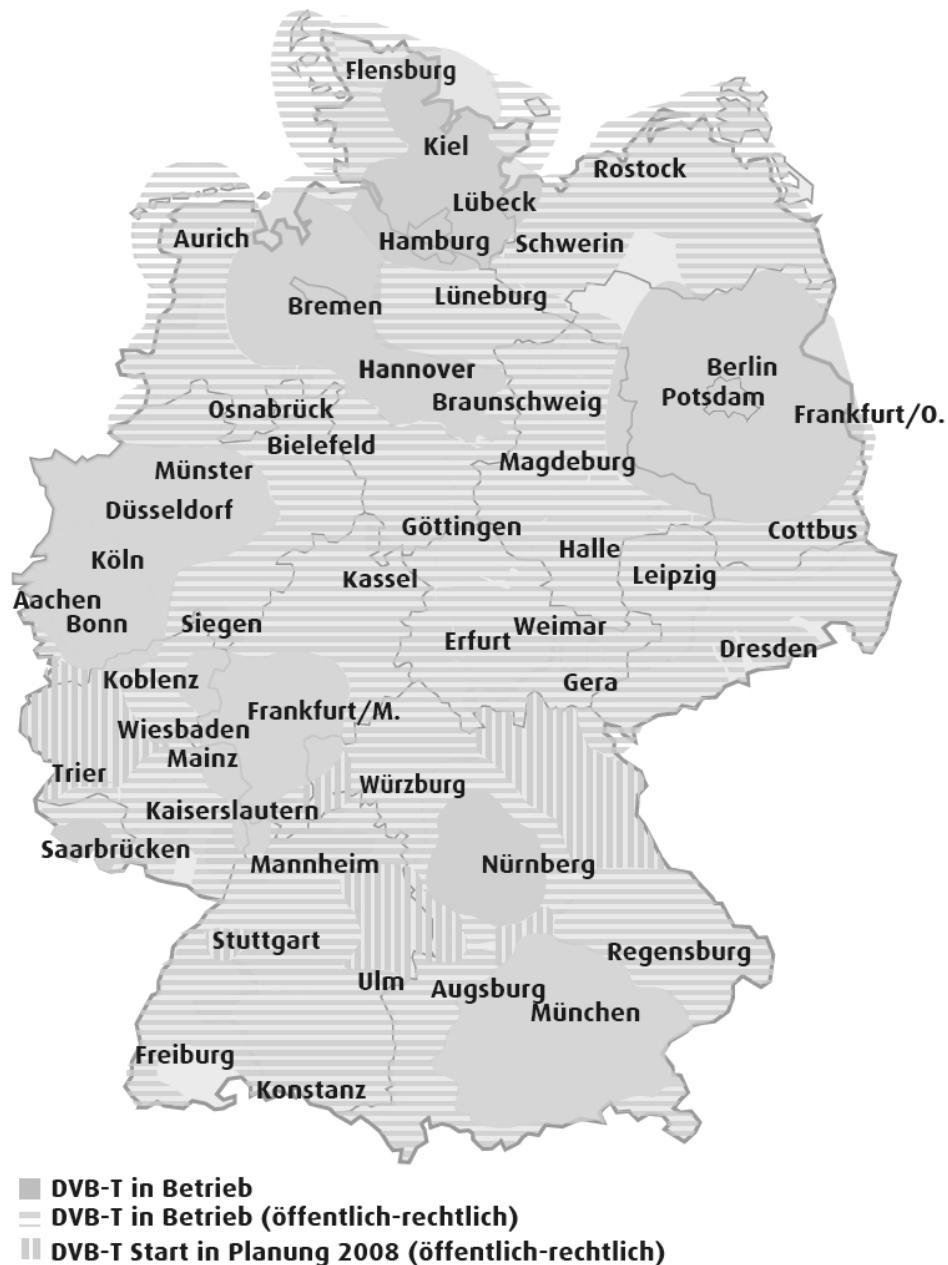 Flensburg
Kiel
Rostock
Lübeck
Aurich
Hamburg
Schwerin
Bremen
Lüneburg
Hannover
Berlin
Osnabrück
Braunschweig
Potsdam
Frankfurt/O.
Bielefeld
Münster
Magdeburg
Düsseldorf
Göttingen
Cottbus
Köln
Halle
Kassel
Leipzig
Aachen
Bonn
Siegen
Erfurt
Weimar
Dresden
Koblenz
Gera
Frankfurt/M.
Wiesbaden
Mainz
Trier
Würzburg
Kaiserslautern
Saarbrücken
Mannheim
Nürnberg
Stuttgart
Regensburg
Ulm
Augsburg
München
Freiburg
Konstanz
DVB-T in Betrieb
DVB-T in Betrieb (öffentlich-rechtlich)
DVB-T Start in Planung 2008 (öffentlich-rechtlich)